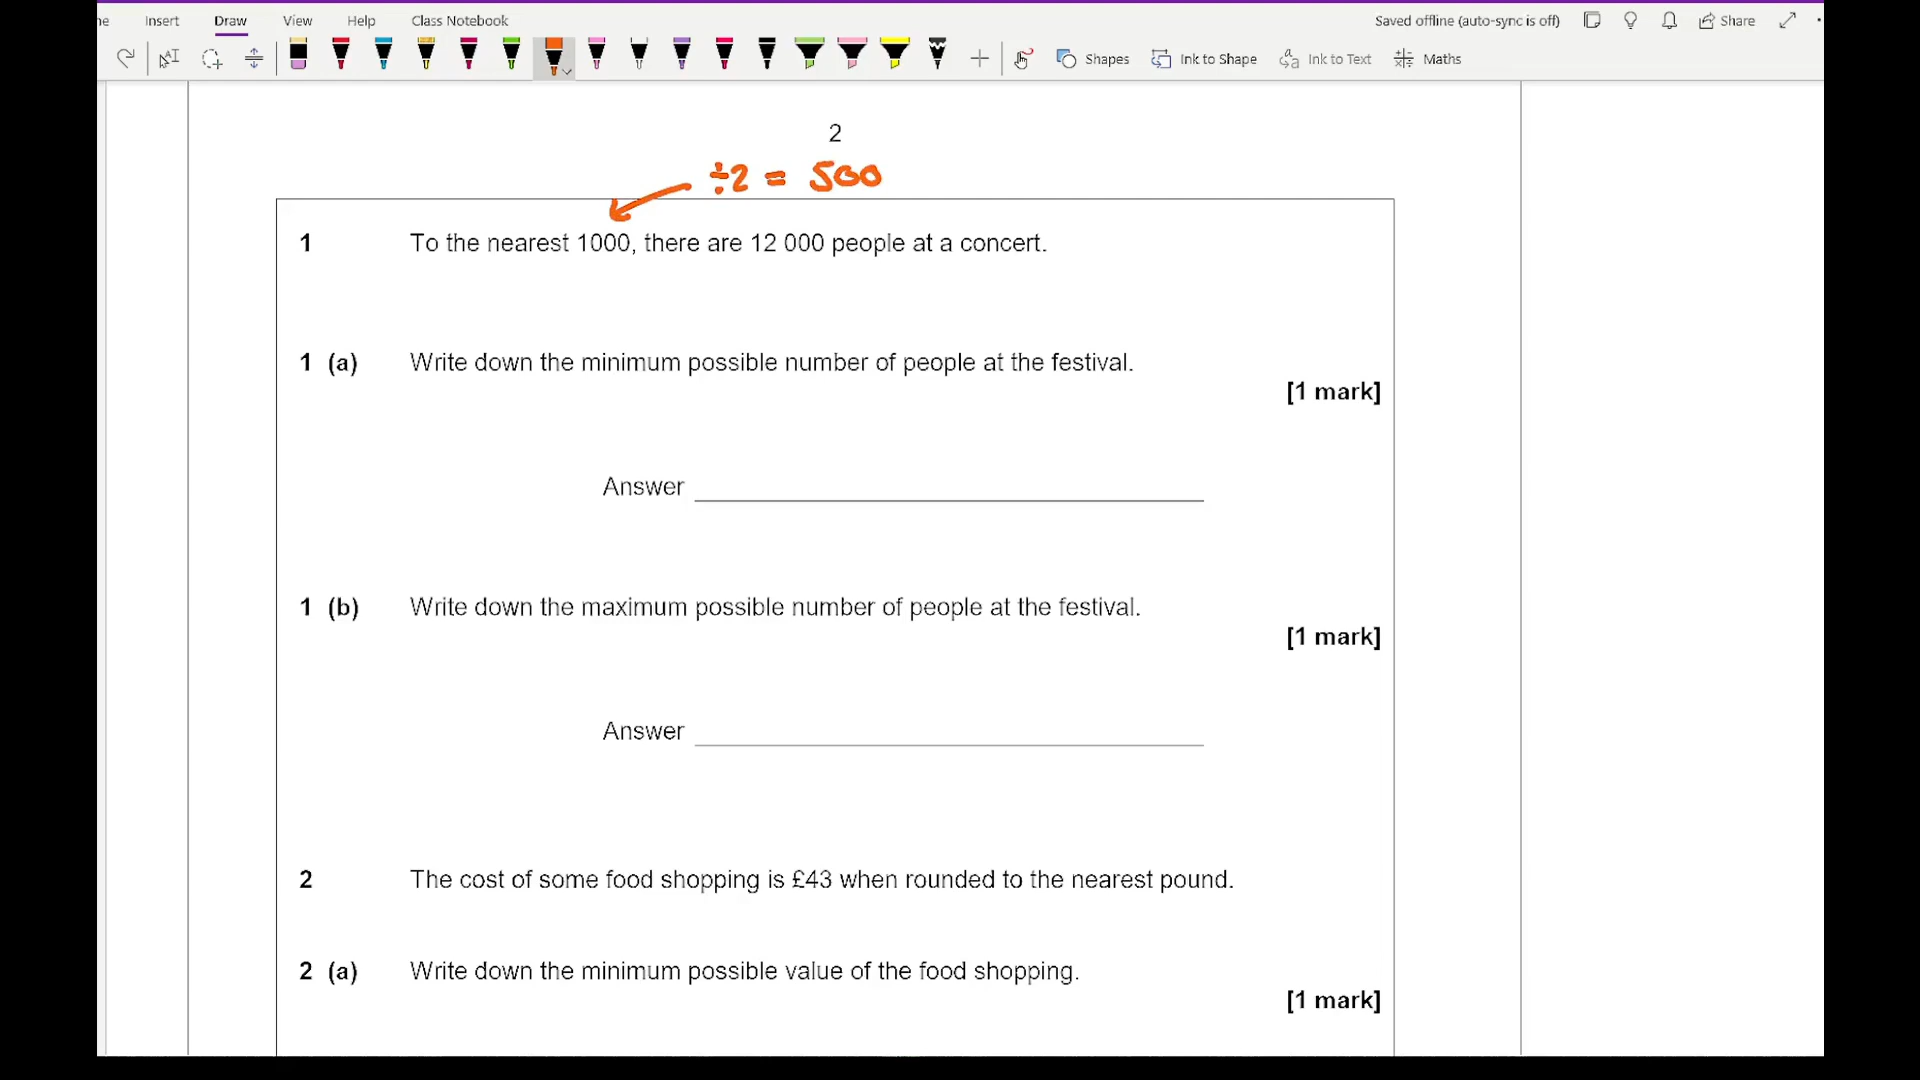 Insert Draw View Help Class Notebook Saved offline (auto-sync is off) Share
Shapes Ink to Shape Ink to Text Maths
2
÷2 = 500
1 To the nearest 1000, there are 12 000 people at a concert.
1 (a) Write down the minimum possible number of people at the festival.
[1 mark]
Answer
1 (b) Write down the maximum possible number of people at the festival.
[1 mark]
Answer
2 The cost of some food shopping is £43 when rounded to the nearest pound.
2 (a) Write down the minimum possible value of the food shopping.
[1 mark]